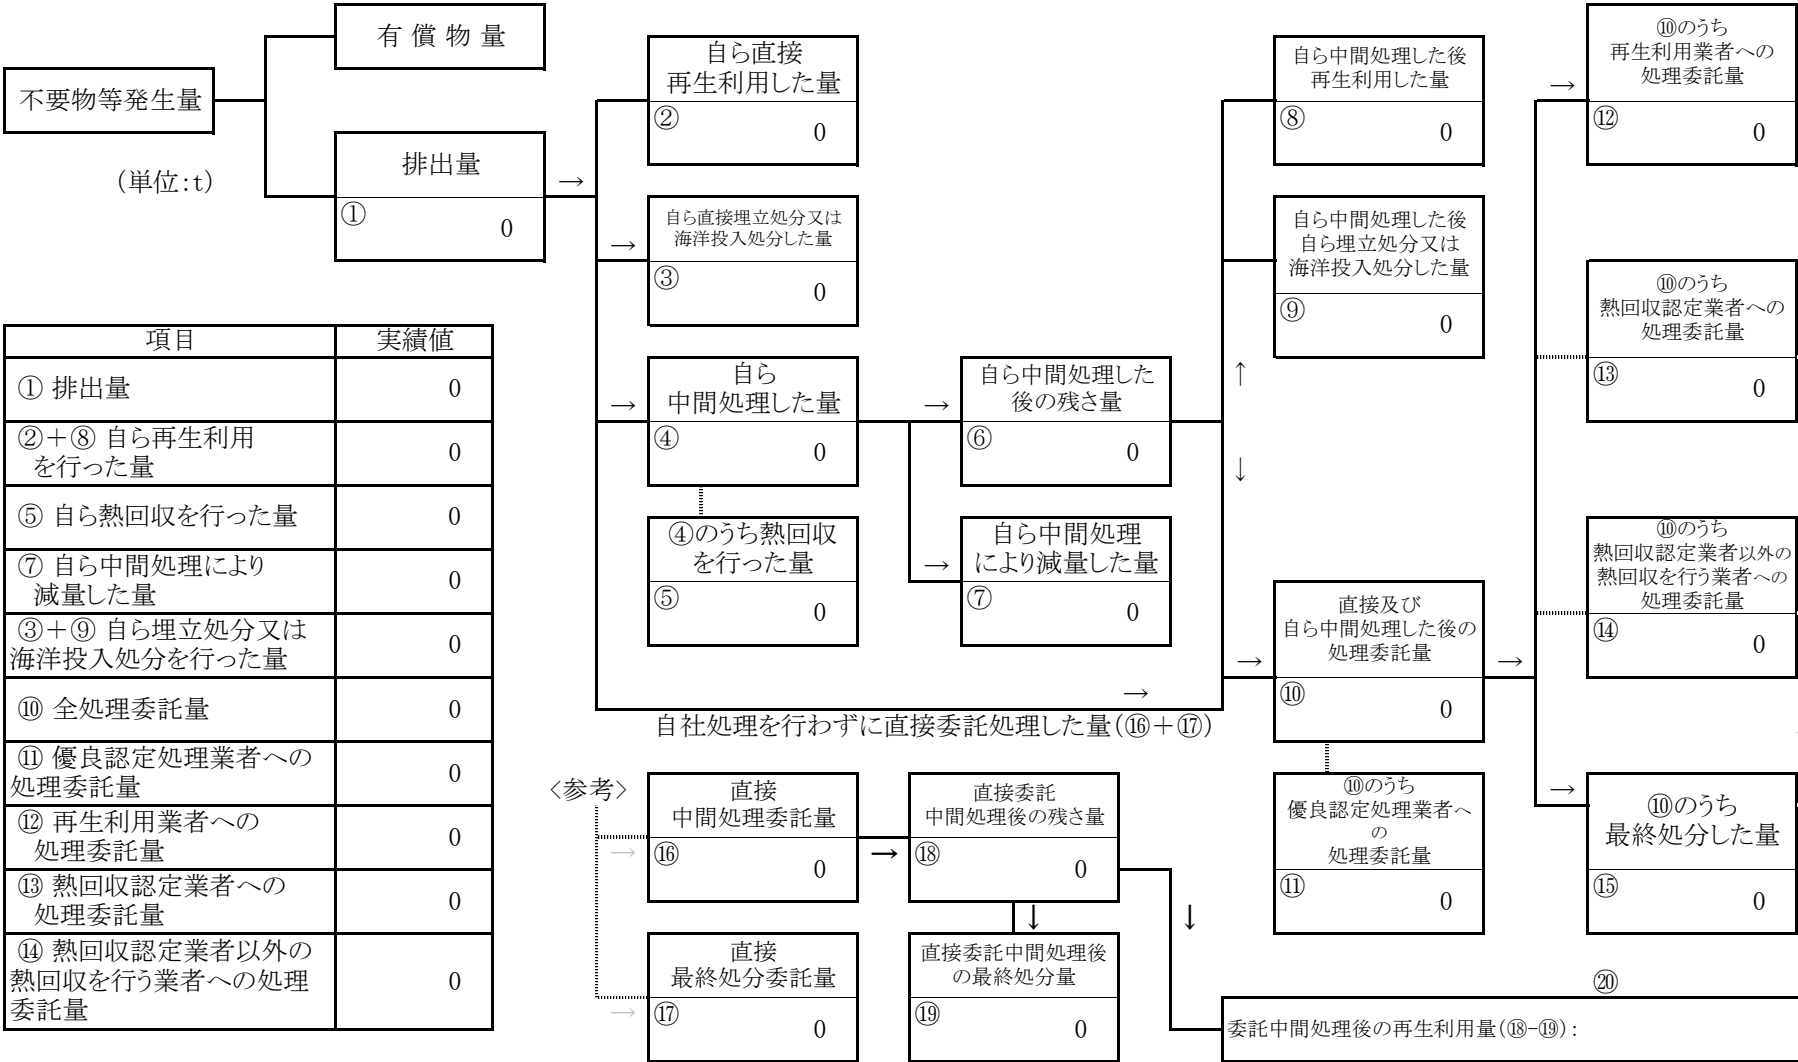 有 償 物 量
不要物等発生量
(単位:t)
排出量
①
0
→
自ら直接
再生利用した量
②
0
→
自ら直接埋立処分又は
海洋投入処分した量
③
0
→
自ら
中間処理した量
④
0
④のうち熱回収
を行った量
⑤
0
→
自ら中間処理した
後の残さ量
⑥
0
→
自ら中間処理
により減量した量
⑦
0
自ら中間処理した後
再生利用した量
⑧
0
自ら中間処理した後
自ら埋立処分又は
海洋投入処分した量
⑨
0
↑
↓
→
自社処理を行わずに直接委託処理した量(⑯+⑰)
→
直接及び
自ら中間処理した後の
処理委託量
⑩
0
⑩のうち
優良認定処理業者へ
の
処理委託量
⑪
0
→
→
⑩のうち
再生利用業者への
処理委託量
⑫
0
⑩のうち
熱回収認定業者への
処理委託量
⑬
0
⑩のうち
熱回収認定業者以外の
熱回収を行う業者への
処理委託量
⑭
0
→
⑩のうち
最終処分した量
⑮
0
項目 実績値
① 排出量 0
②+⑧ 自ら再生利用
を行った量 0
⑤ 自ら熱回収を行った量 0
⑦ 自ら中間処理により
減量した量 0
③+⑨ 自ら埋立処分又は
海洋投入処分を行った量 0
⑩ 全処理委託量 0
⑪ 優良認定処理業者への
処理委託量 0
⑫ 再生利用業者への
処理委託量 0
⑬ 熱回収認定業者への
処理委託量 0
⑭ 熱回収認定業者以外の
熱回収を行う業者への処理
委託量 0
<参考>
→
直接
中間処理委託量
⑯
0
→
直接委託
中間処理後の残さ量
⑱
0
↓
↓
→
直接
最終処分委託量
⑰
0
直接委託中間処理後
の最終処分量
⑲
0
⑳
委託中間処理後の再生利用量(⑱-⑲):